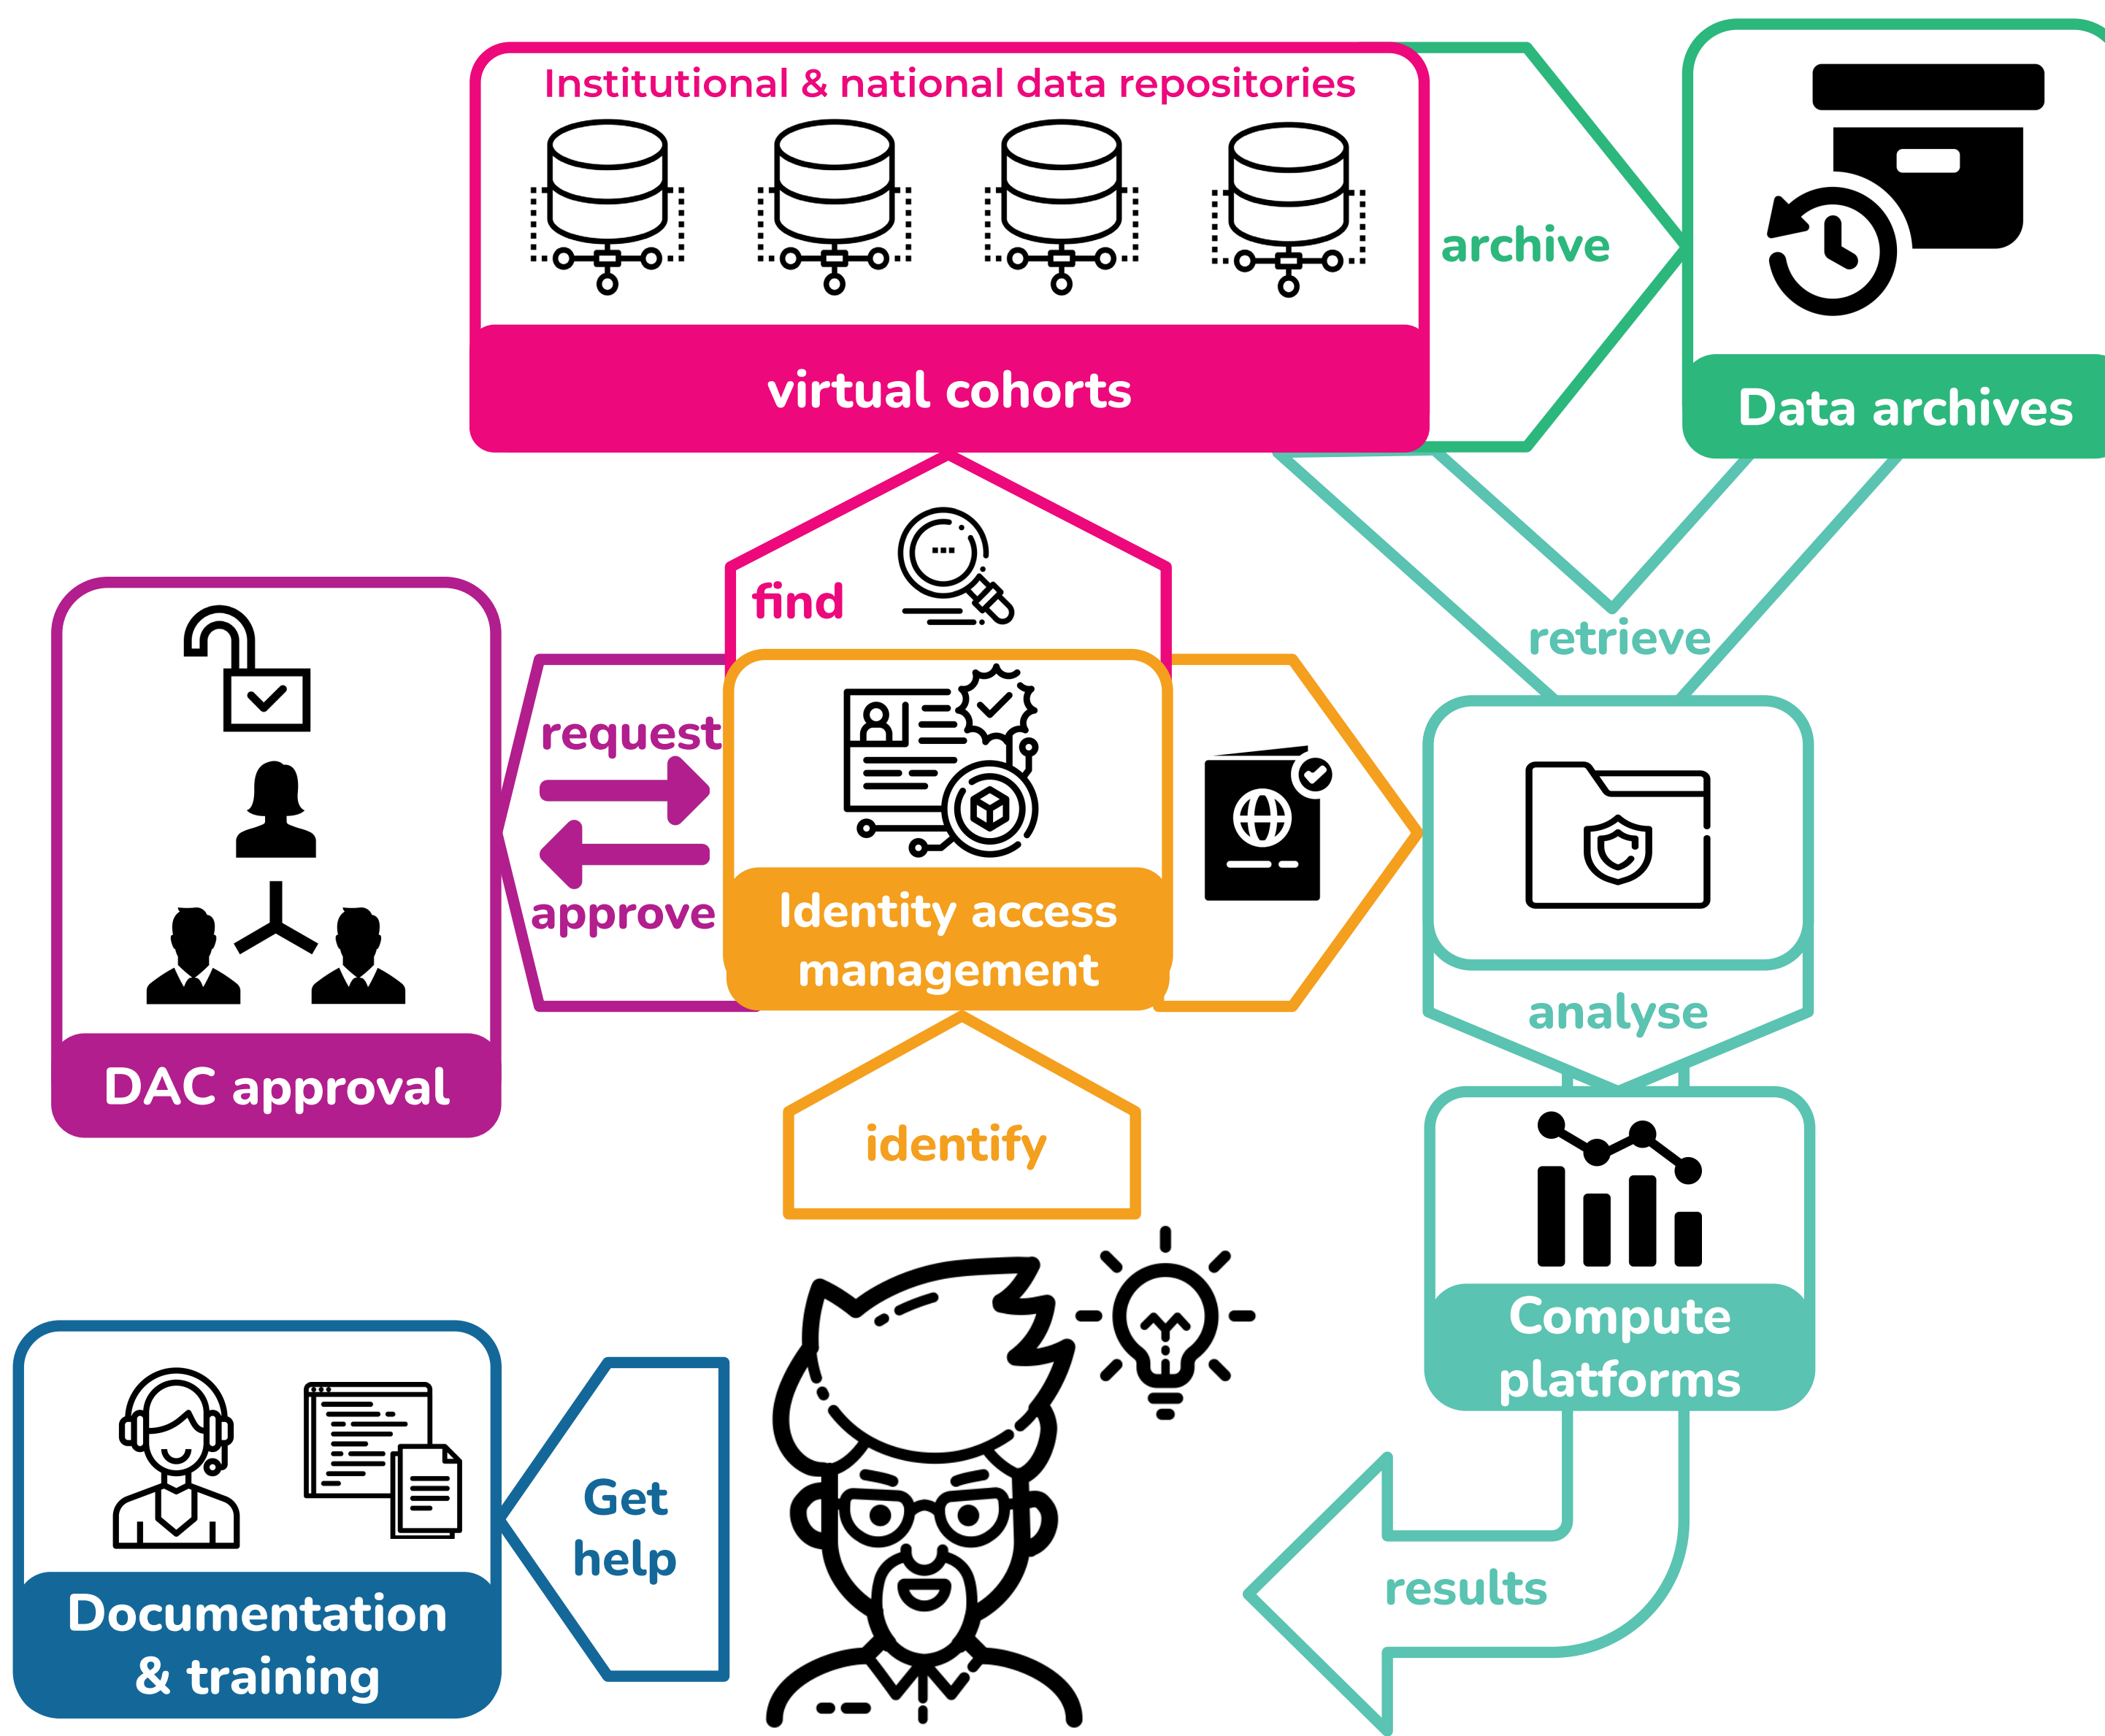 Institutional & national data repositories
virtual cohorts
archive
Data archives
find
retrieve
request
approve
Identity access
management
analyse
DAC approval
identify
Compute
platforms
Get
help
results
Documentation
& training